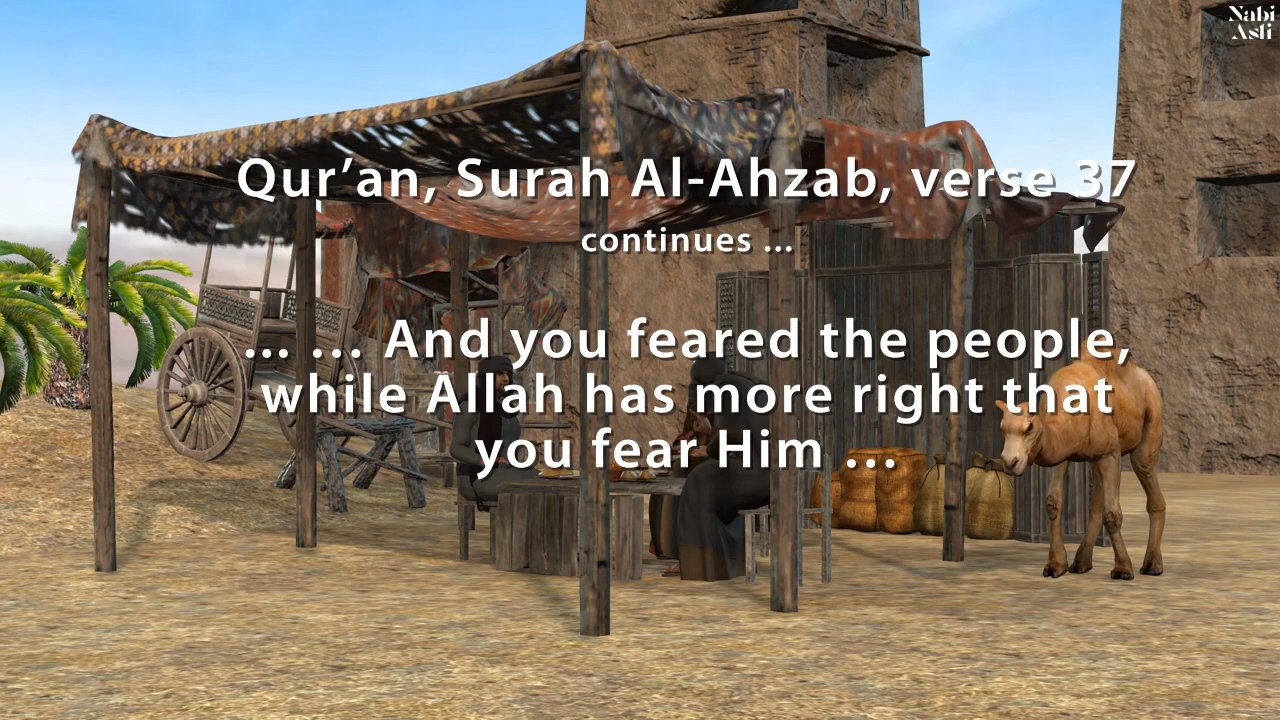 Nabi
Asli
Qur’an, Surah Al-Ahzab, verse 37
continues ...
... ... And you feared the people,
while Allah has more right that
you fear Him ...